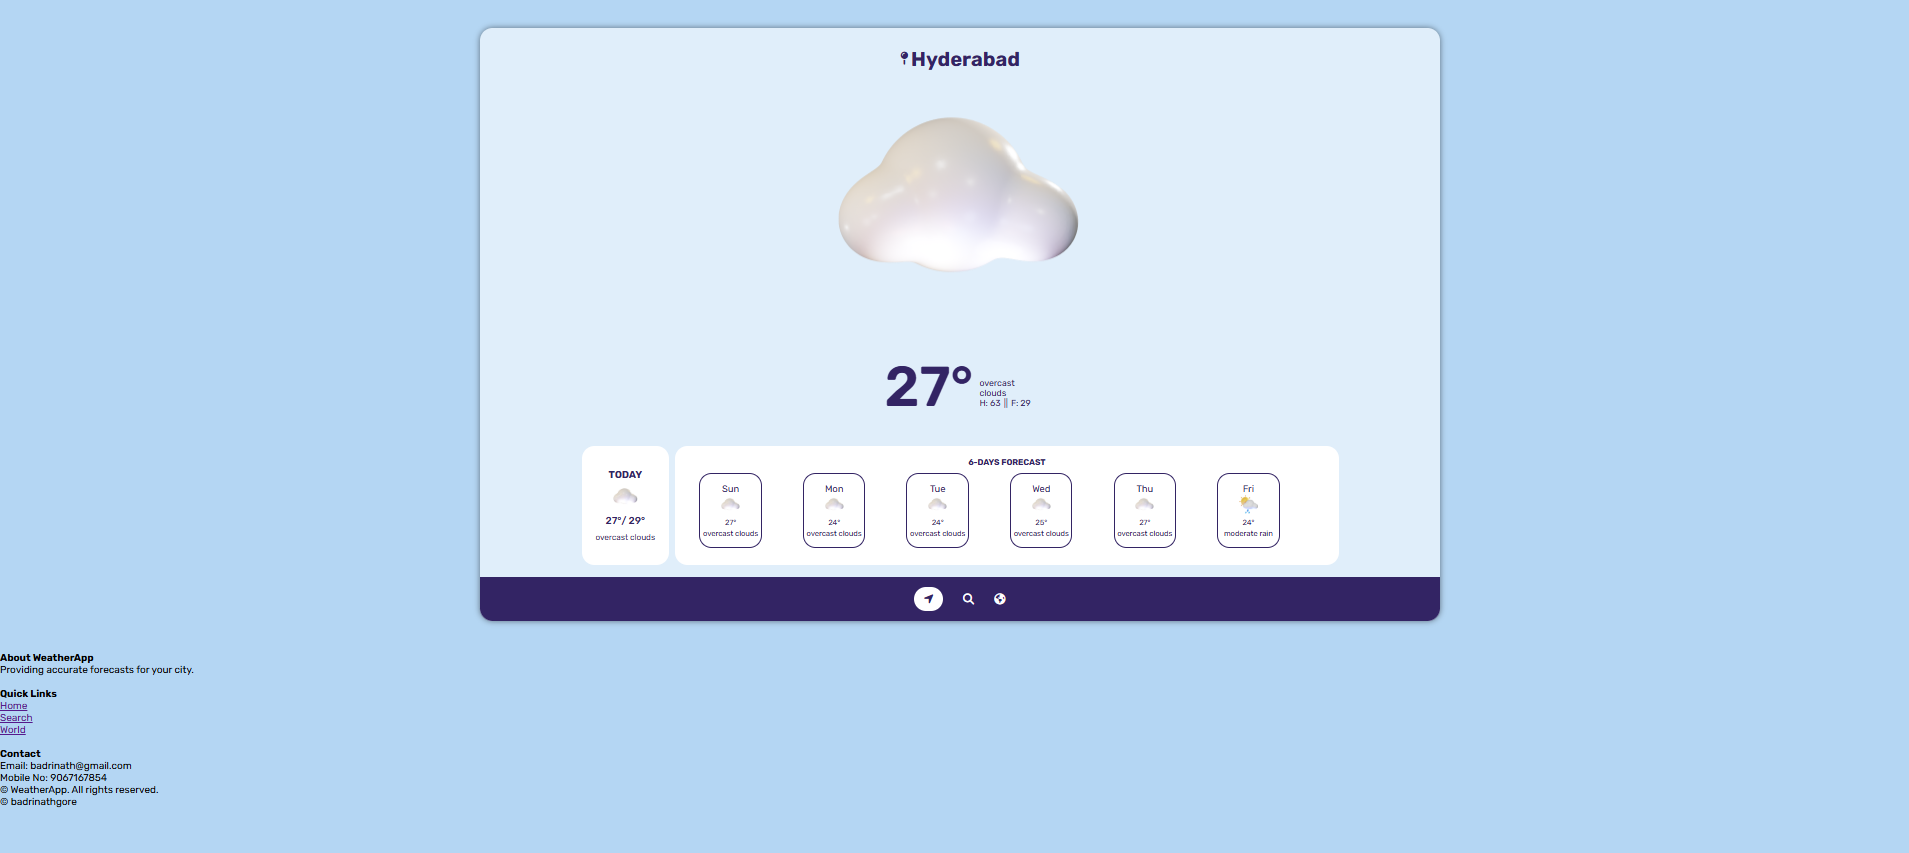 Hyderabad
27°
overcast
clouds
H: 63 || F: 29
TODAY
27°/ 29°
overcast clouds
6-DAYS FORECAST
Sun
27°
overcast clouds
Mon
24°
overcast clouds
Tue
24°
overcast clouds
Wed
25°
overcast clouds
Thu
27°
overcast clouds
Fri
24°
moderate rain
About WeatherApp
Providing accurate forecasts for your city.
Quick Links
Home
Search
World
Contact
Email: badrinath@gmail.com
Mobile No: 9067167854
© WeatherApp. All rights reserved.
© badrinathgore